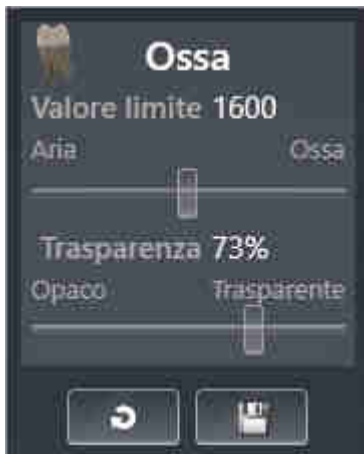 Ossa
Valore limite 1600
Aria Ossa
Trasparenza 73%
Opaco Trasparente